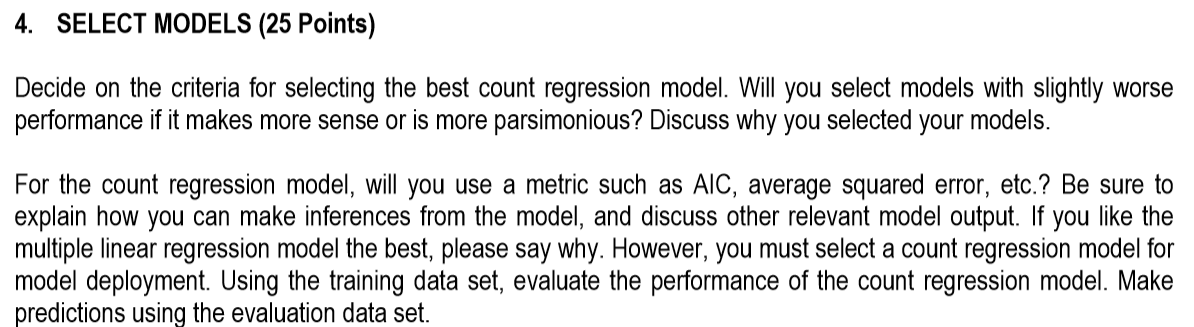 4. SELECT MODELS (25 Points)
Decide on the criteria for selecting the best count regression model. Will you select models with slightly worse
performance if it makes more sense or is more parsimonious? Discuss why you selected your models.
For the count regression model, will you use a metric such as AIC, average squared error, etc.? Be sure to
explain how you can make inferences from the model, and discuss other relevant model output. If you like the
multiple linear regression model the best, please say why. However, you must select a count regression model for
model deployment. Using the training data set, evaluate the performance of the count regression model. Make
predictions using the evaluation data set.